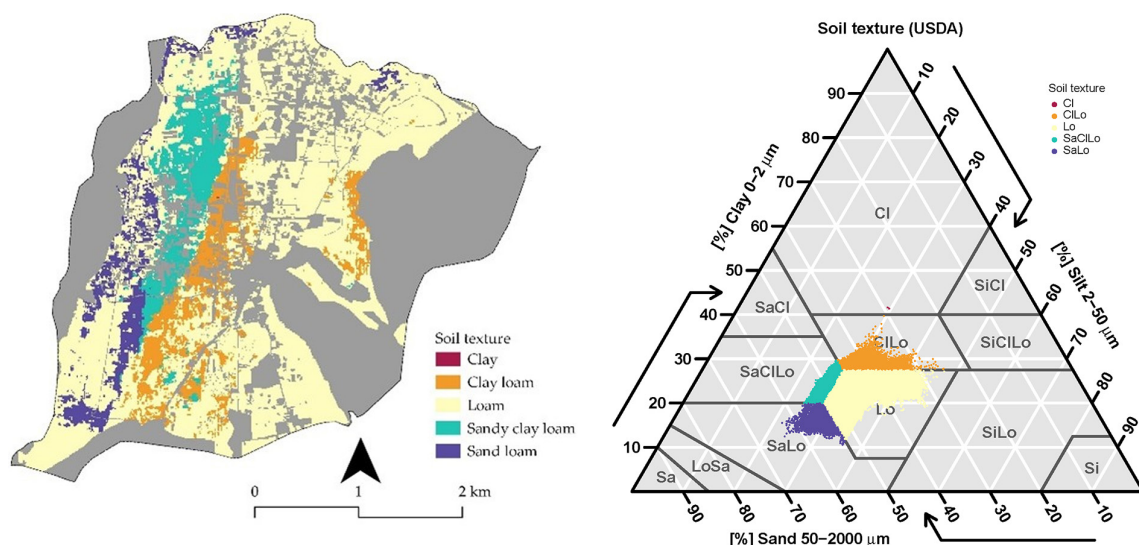 Soil texture
Clay
Clay loam
Loam
Sandy clay loam
Sand loam
0 1 2 km
Soil texture (USDA)
Soil texture
Cl
ClLo
Lo
SaClLo
SaLo
[%] Clay 0–2 μm
10
20
30
40
50
60
70
80
90
[%] Silt 2–50 μm
10
20
30
40
50
60
70
80
90
[%] Sand 50–2000 μm
90
80
70
60
50
40
30
20
10
Cl
SiCl
SaCl
ClLo
SiClLo
SaClLo
Lo
SiLo
SaLo
LoSa
Sa
Si